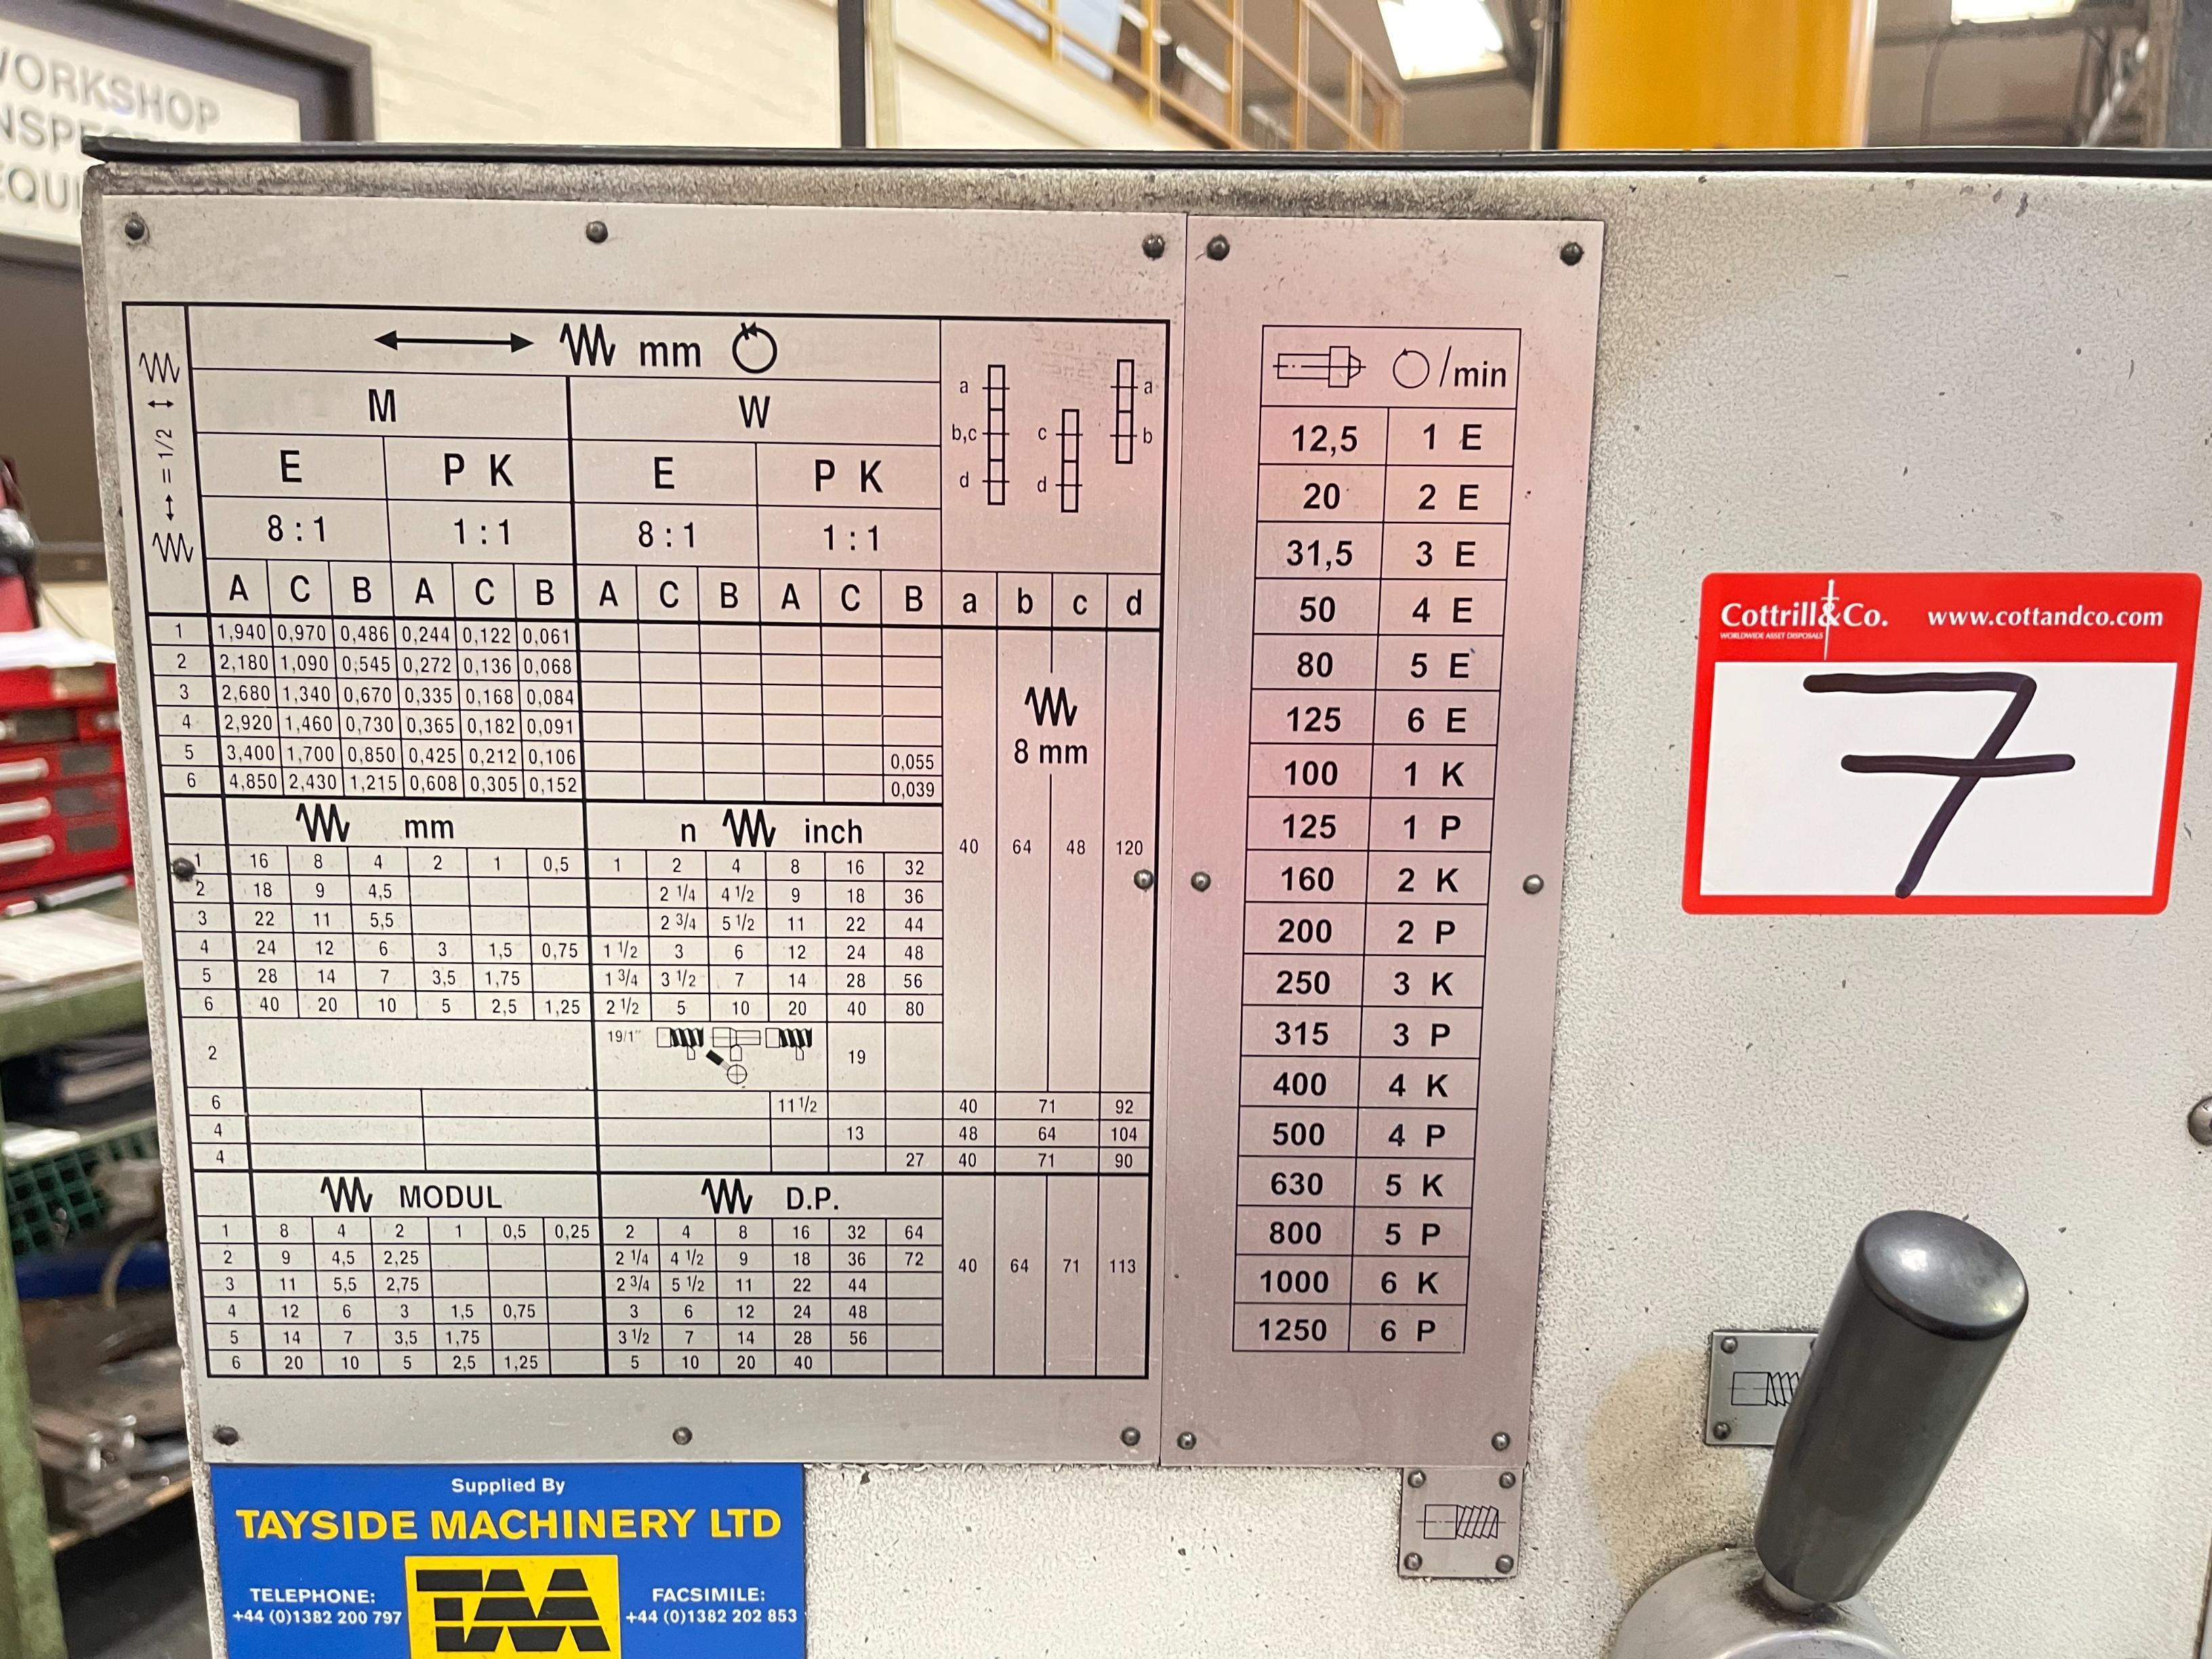 WORKSHOP
mm
= 1/2
M W
E P K E P K
8 : 1 1 : 1 8 : 1 1 : 1
a
b,c
d
c
d
a
b
A C B A C B A C B A C B a b c d
1 1,940 0,970 0,486 0,244 0,122 0,061
2 2,180 1,090 0,545 0,272 0,136 0,068
3 2,680 1,340 0,670 0,335 0,168 0,084
4 2,920 1,460 0,730 0,365 0,182 0,091
5 3,400 1,700 0,850 0,425 0,212 0,106 0,055
6 4,850 2,430 1,215 0,608 0,305 0,152 0,039
8 mm
mm n inch
40 64 48 120
1 16 8 4 2 1 0,5 1 2 4 8 16 32
2 18 9 4,5 2 1/4 4 1/2 9 18 36
3 22 11 5,5 2 3/4 5 1/2 11 22 44
4 24 12 6 3 1,5 0,75 1 1/2 3 6 12 24 48
5 28 14 7 3,5 1,75 1 3/4 3 1/2 7 14 28 56
6 40 20 10 5 2,5 1,25 2 1/2 5 10 20 40 80
2 19/1" 19
6 11 1/2 40 71 92
4 13 48 64 104
4 27 40 71 90
MODUL D.P.
1 8 4 2 1 0,5 0,25 2 4 8 16 32 64
2 9 4,5 2,25 2 1/4 4 1/2 9 18 36 72
40 64 71 113
3 11 5,5 2,75 2 3/4 5 1/2 11 22 44
4 12 6 3 1,5 0,75 3 6 12 24 48
5 14 7 3,5 1,75 3 1/2 7 14 28 56
6 20 10 5 2,5 1,25 5 10 20 40
/min
12,5 1 E
20 2 E
31,5 3 E
50 4 E
80 5 E
125 6 E
100 1 K
125 1 P
160 2 K
200 2 P
250 3 K
315 3 P
400 4 K
500 4 P
630 5 K
800 5 P
1000 6 K
1250 6 P
Cottrill&Co. www.cottandco.com
WORLDWIDE ASSET DISPOSALS
7
Supplied By
TAYSIDE MACHINERY LTD
TELEPHONE:
+44 (0)1382 200 797
TMA
FACSIMILE:
+44 (0)1382 202 853